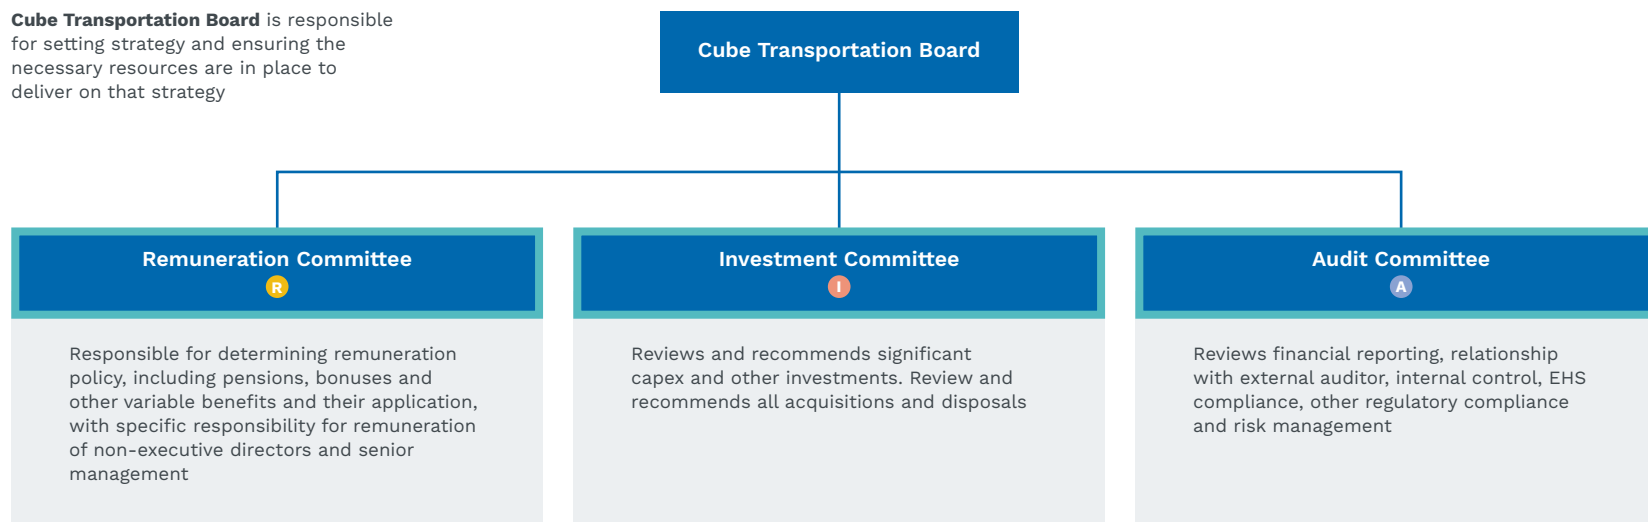 Cube Transportation Board is responsible
for setting strategy and ensuring the
necessary resources are in place to
deliver on that strategy
Cube Transportation Board
Remuneration Committee
R
Responsible for determining remuneration
policy, including pensions, bonuses and
other variable benefits and their application,
with specific responsibility for remuneration
of non-executive directors and senior
management
Investment Committee
I
Reviews and recommends significant
capex and other investments. Review and
recommends all acquisitions and disposals
Audit Committee
A
Reviews financial reporting, relationship
with external auditor, internal control, EHS
compliance, other regulatory compliance
and risk management